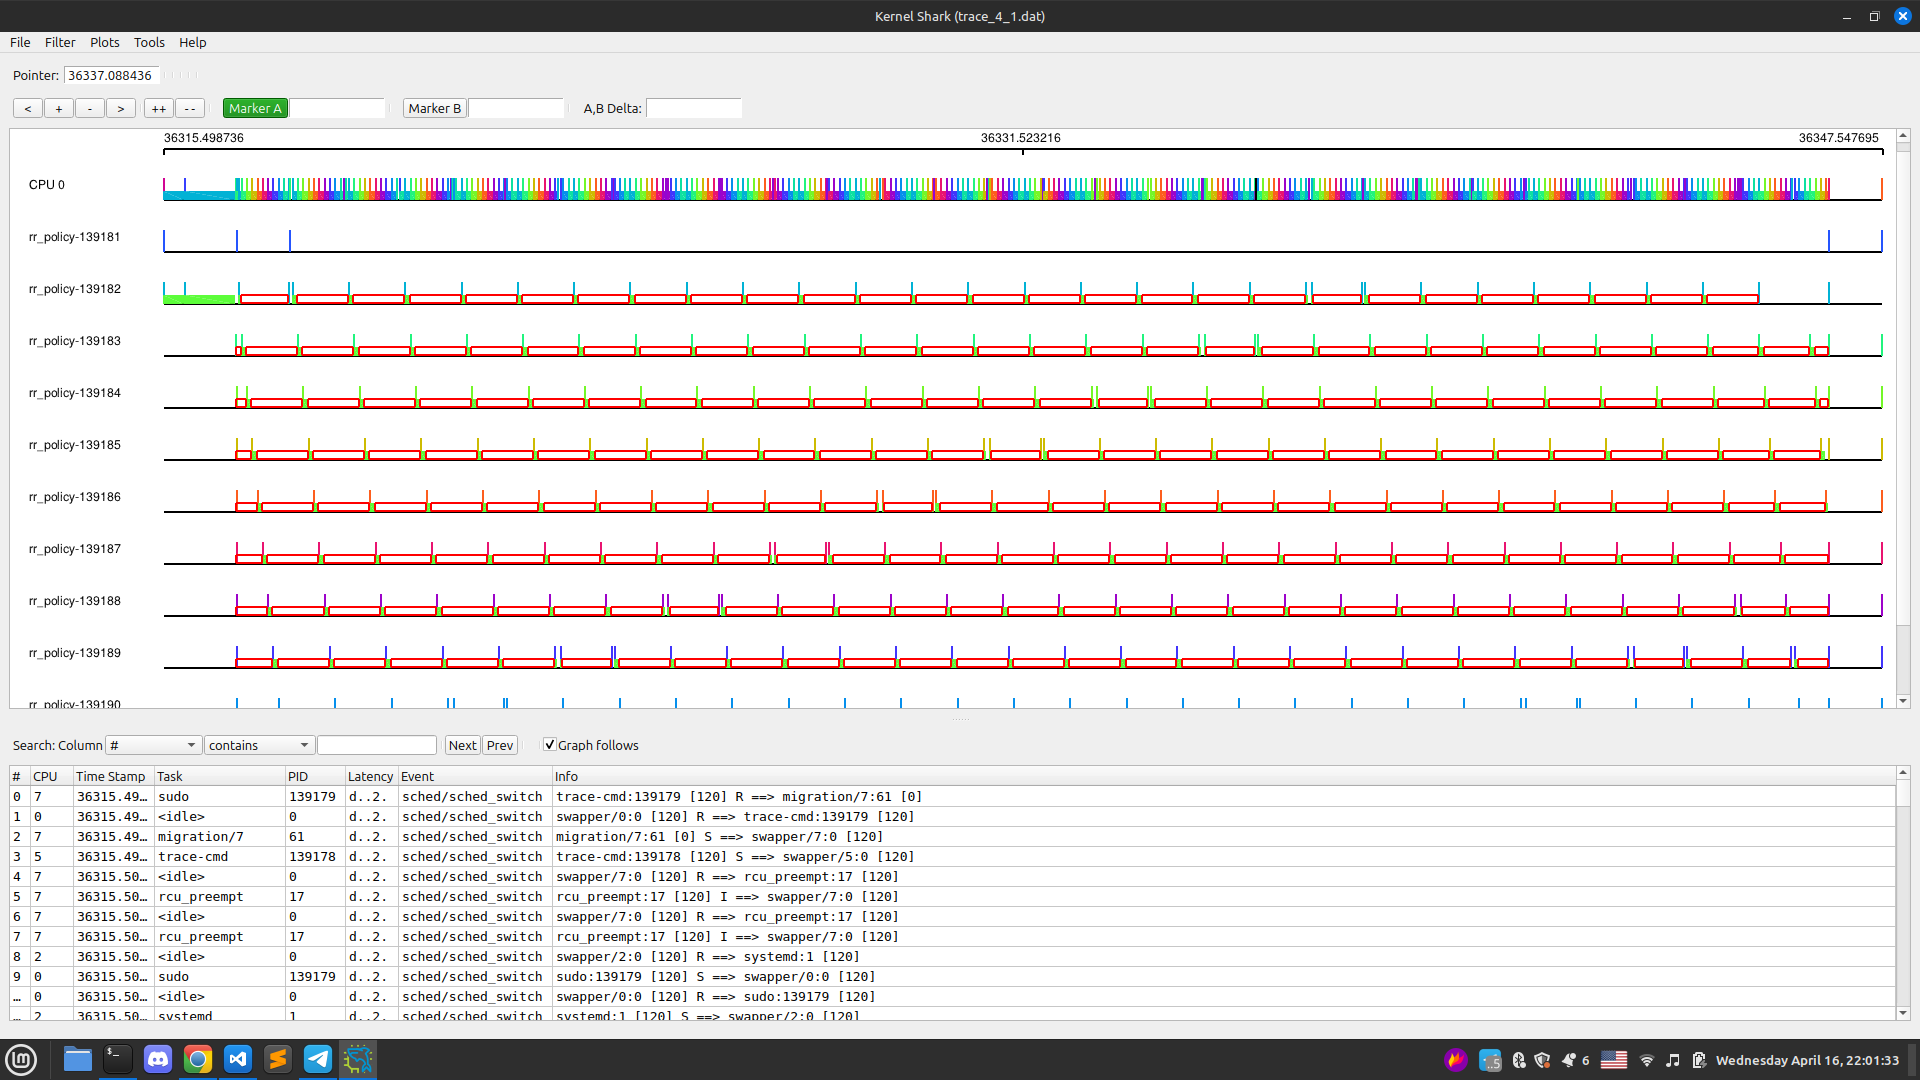 Kernel Shark (trace_4_1.dat)
File Filter Plots Tools Help
Pointer: 36337.088436
< + - > ++ -- Marker A Marker B A,B Delta:
36315.498736 36331.523216 36347.547695
CPU 0
rr_policy-139181
rr_policy-139182
rr_policy-139183
rr_policy-139184
rr_policy-139185
rr_policy-139186
rr_policy-139187
rr_policy-139188
rr_policy-139189
rr_policy-139190
Search: Column # contains Next Prev Graph follows
# CPU Time Stamp Task PID Latency Event Info
0 7 36315.49... sudo 139179 d..2. sched/sched_switch trace-cmd:139179 [120] R ==> migration/7:61 [0]
1 0 36315.49... <idle> 0 d..2. sched/sched_switch swapper/0:0 [120] R ==> trace-cmd:139179 [120]
2 7 36315.49... migration/7 61 d..2. sched/sched_switch migration/7:61 [0] S ==> swapper/7:0 [120]
3 5 36315.49... trace-cmd 139178 d..2. sched/sched_switch trace-cmd:139178 [120] S ==> swapper/5:0 [120]
4 7 36315.50... <idle> 0 d..2. sched/sched_switch swapper/7:0 [120] R ==> rcu_preempt:17 [120]
5 7 36315.50... rcu_preempt 17 d..2. sched/sched_switch rcu_preempt:17 [120] I ==> swapper/7:0 [120]
6 7 36315.50... <idle> 0 d..2. sched/sched_switch swapper/7:0 [120] R ==> rcu_preempt:17 [120]
7 7 36315.50... rcu_preempt 17 d..2. sched/sched_switch rcu_preempt:17 [120] I ==> swapper/7:0 [120]
8 2 36315.50... <idle> 0 d..2. sched/sched_switch swapper/2:0 [120] R ==> systemd:1 [120]
9 0 36315.50... sudo 139179 d..2. sched/sched_switch sudo:139179 [120] S ==> swapper/0:0 [120]
... 0 36315.50... <idle> 0 d..2. sched/sched_switch swapper/0:0 [120] R ==> sudo:139179 [120]
... 2 36315.50... systemd 1 d..2. sched/sched_switch systemd:1 [120] S ==> swapper/2:0 [120]
6 Wednesday April 16, 22:01:33